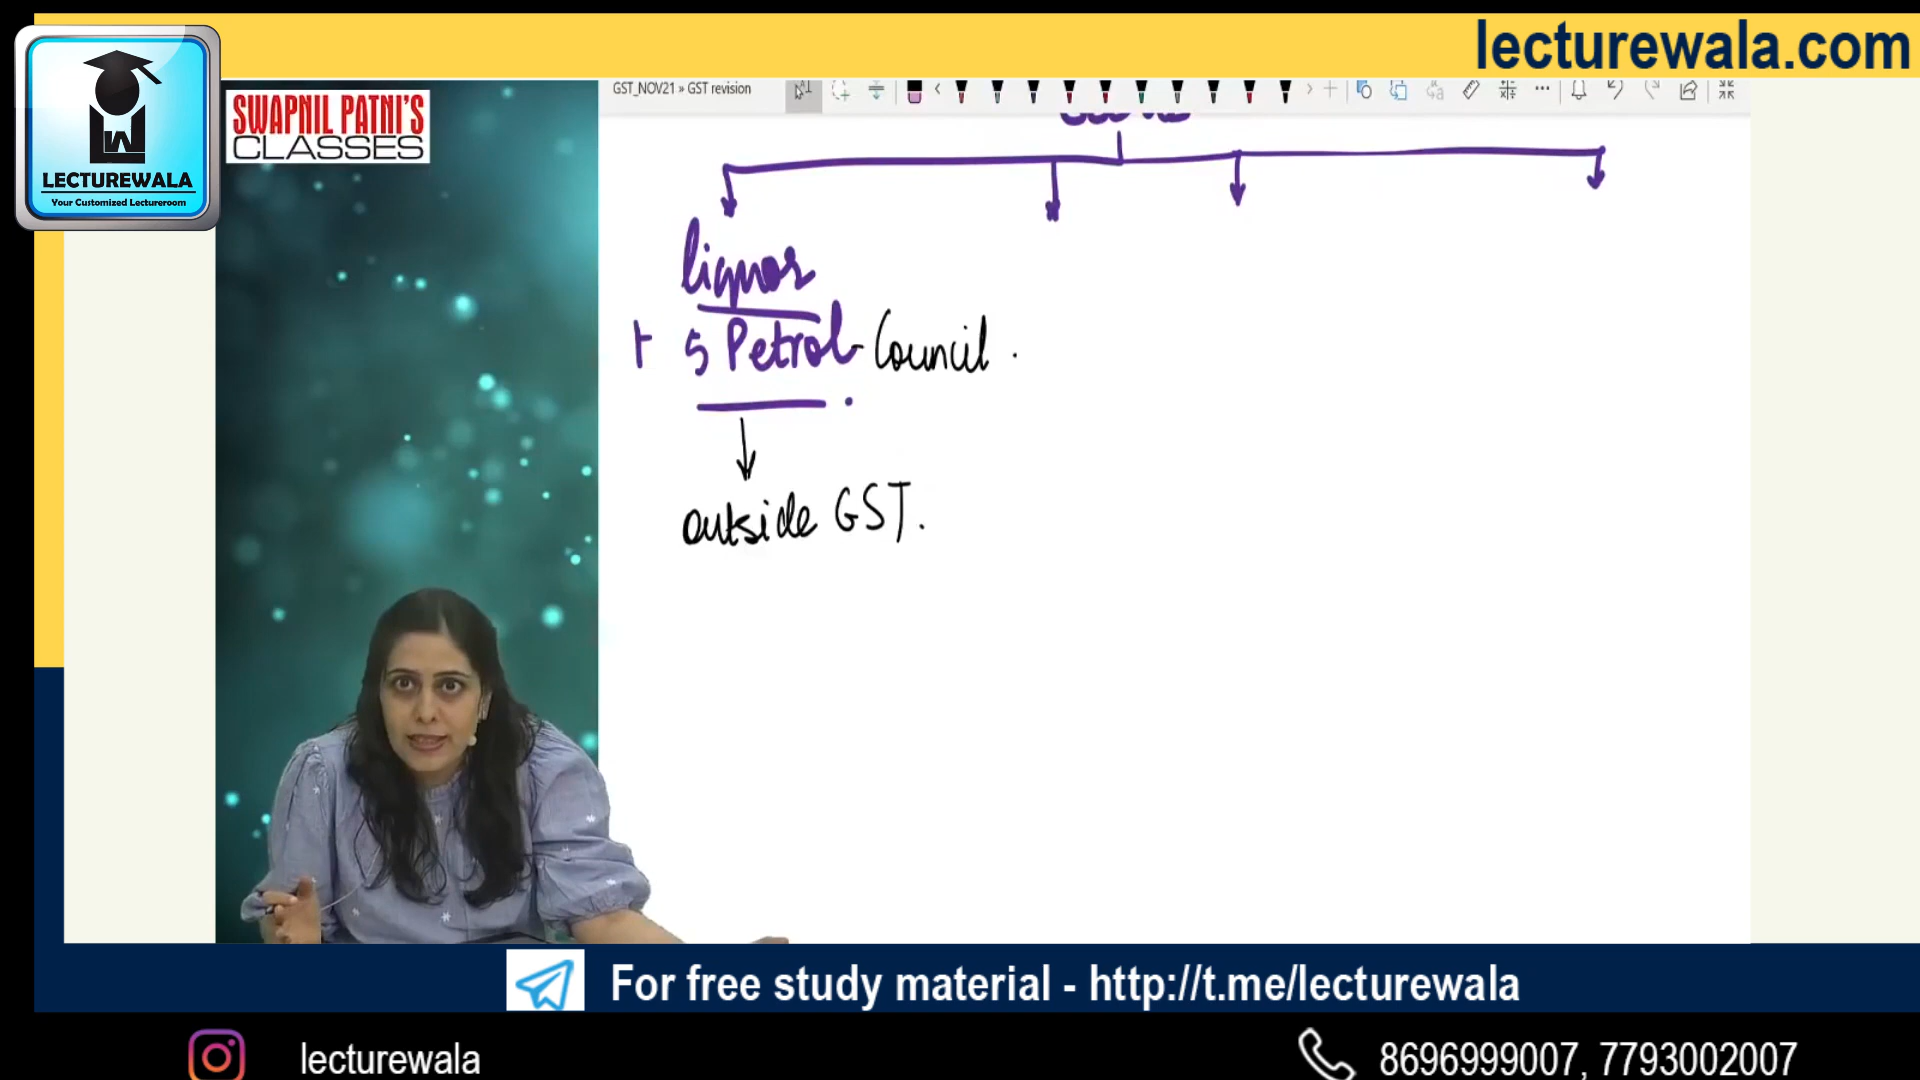 lecturewala.com
SWAPNIL PATNI'S
CLASSES
LW
LECTUREWALA
Your Customized Lectureroom
GST_NOV21 » GST revision
liquor
+ 5 Petrol - Council.
outside GST.
For free study material - http://t.me/lecturewala
lecturewala
8696999007, 7793002007